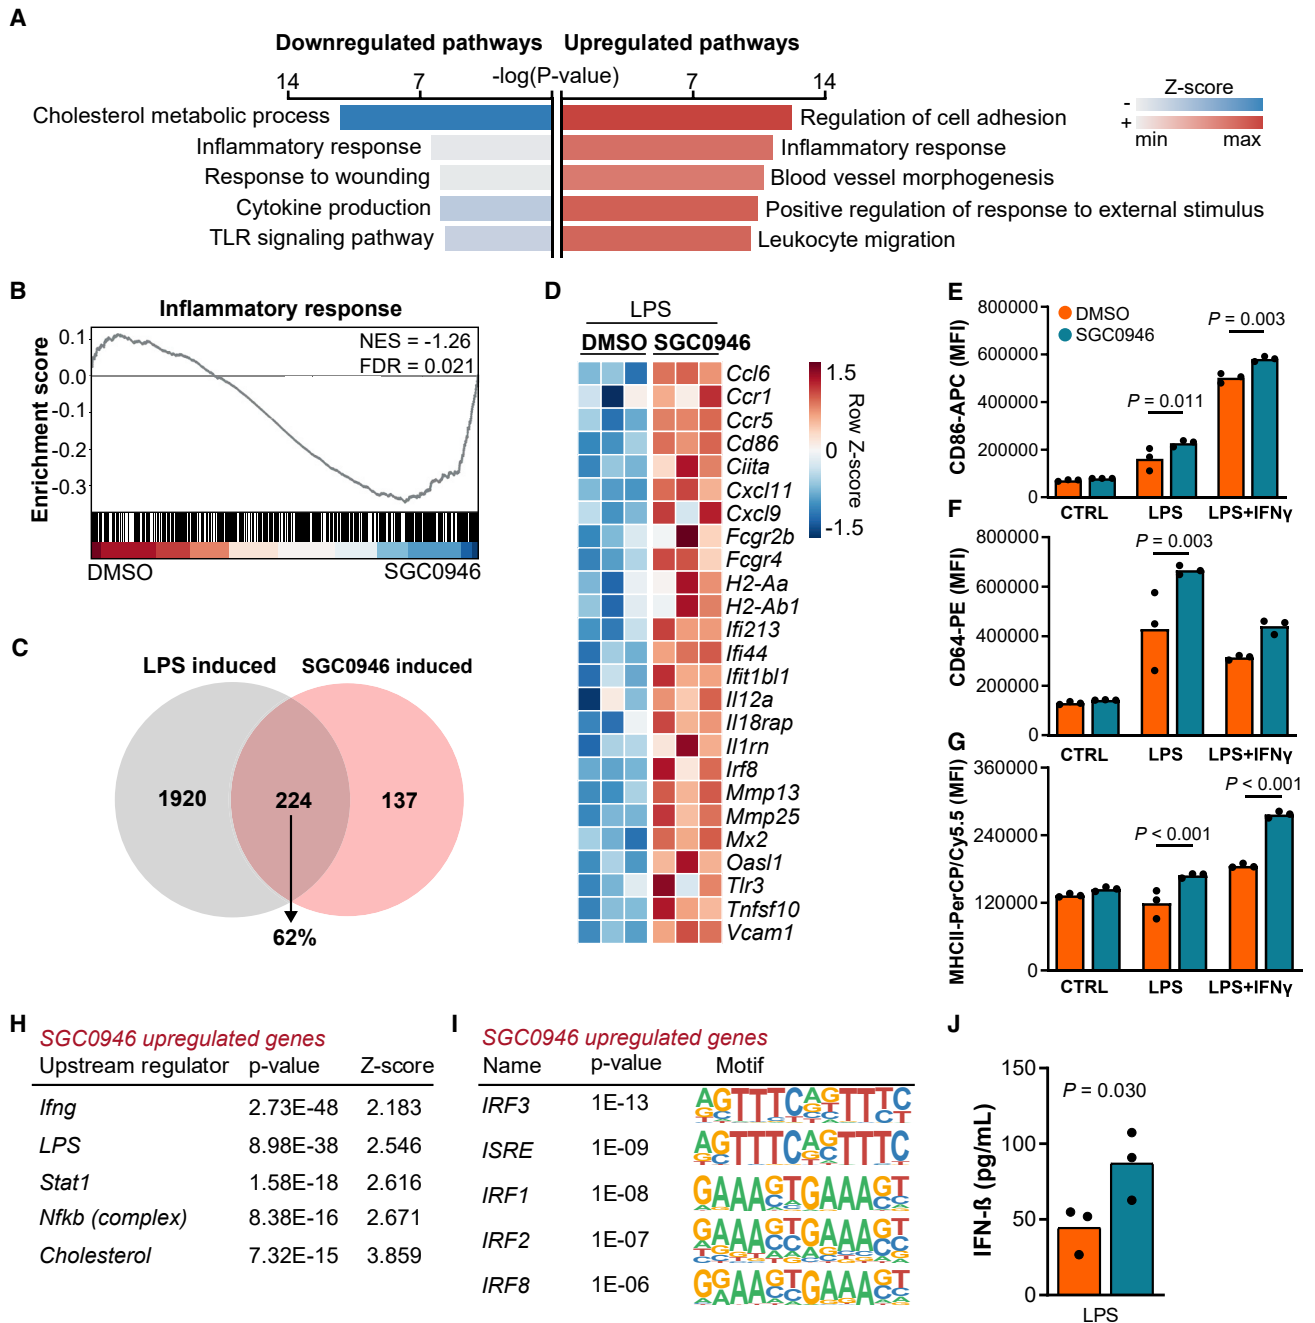 A
Downregulated pathways
Upregulated pathways
14
7
-log(P-value)
7
14
Cholesterol metabolic process
Inflammatory response
Response to wounding
Cytokine production
TLR signaling pathway
Regulation of cell adhesion
Inflammatory response
Blood vessel morphogenesis
Positive regulation of response to external stimulus
Leukocyte migration
Z-score
-
+
min
max
B
Inflammatory response
NES = -1.26
FDR = 0.021
Enrichment score
0.1
0.0
-0.1
-0.2
-0.3
DMSO
SGC0946
C
LPS induced
SGC0946 induced
1920
224
137
62%
D
LPS
DMSO
SGC0946
Ccl6
Ccr1
Ccr5
Cd86
Ciita
Cxcl11
Cxcl9
Fcgr2b
Fcgr4
H2-Aa
H2-Ab1
Ifi213
Ifi44
Ifit1bl1
Il12a
Il18rap
Il1rn
Irf8
Mmp13
Mmp25
Mx2
Oasl1
Tlr3
Tnfsf10
Vcam1
1.5
0
-1.5
Row Z-score
E
DMSO
SGC0946
CD86-APC (MFI)
800000
600000
400000
200000
0
P = 0.011
P = 0.003
CTRL
LPS
LPS+IFNγ
F
CD64-PE (MFI)
800000
600000
400000
200000
0
P = 0.003
CTRL
LPS
LPS+IFNγ
G
MHCII-PerCP/Cy5.5 (MFI)
360000
240000
120000
0
P < 0.001
P < 0.001
CTRL
LPS
LPS+IFNγ
H
SGC0946 upregulated genes
Upstream regulator p-value Z-score
Ifng 2.73E-48 2.183
LPS 8.98E-38 2.546
Stat1 1.58E-18 2.616
Nfkb (complex) 8.38E-16 2.671
Cholesterol 7.32E-15 3.859
I
SGC0946 upregulated genes
Name p-value Motif
IRF3 1E-13
ISRE 1E-09
IRF1 1E-08
IRF2 1E-07
IRF8 1E-06
J
IFN-ß (pg/mL)
150
100
50
0
P = 0.030
LPS